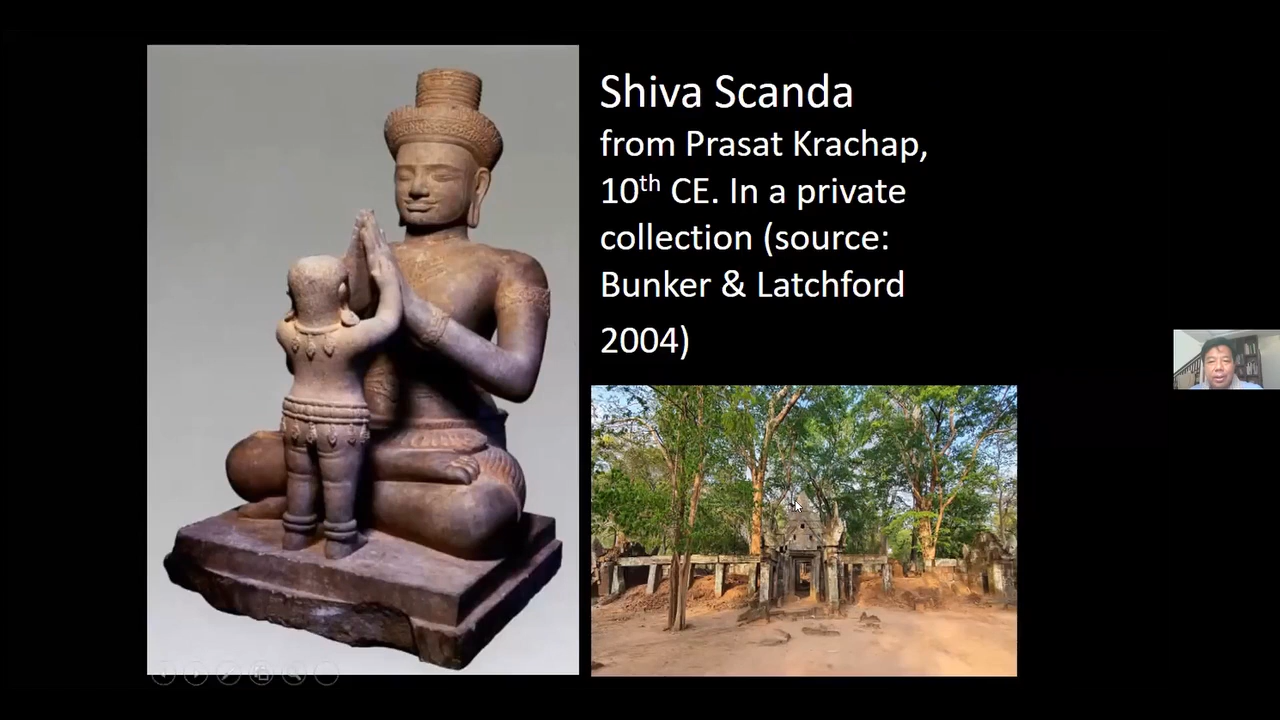 Shiva Scanda
from Prasat Krachap,
10th CE. In a private
collection (source:
Bunker & Latchford
2004)